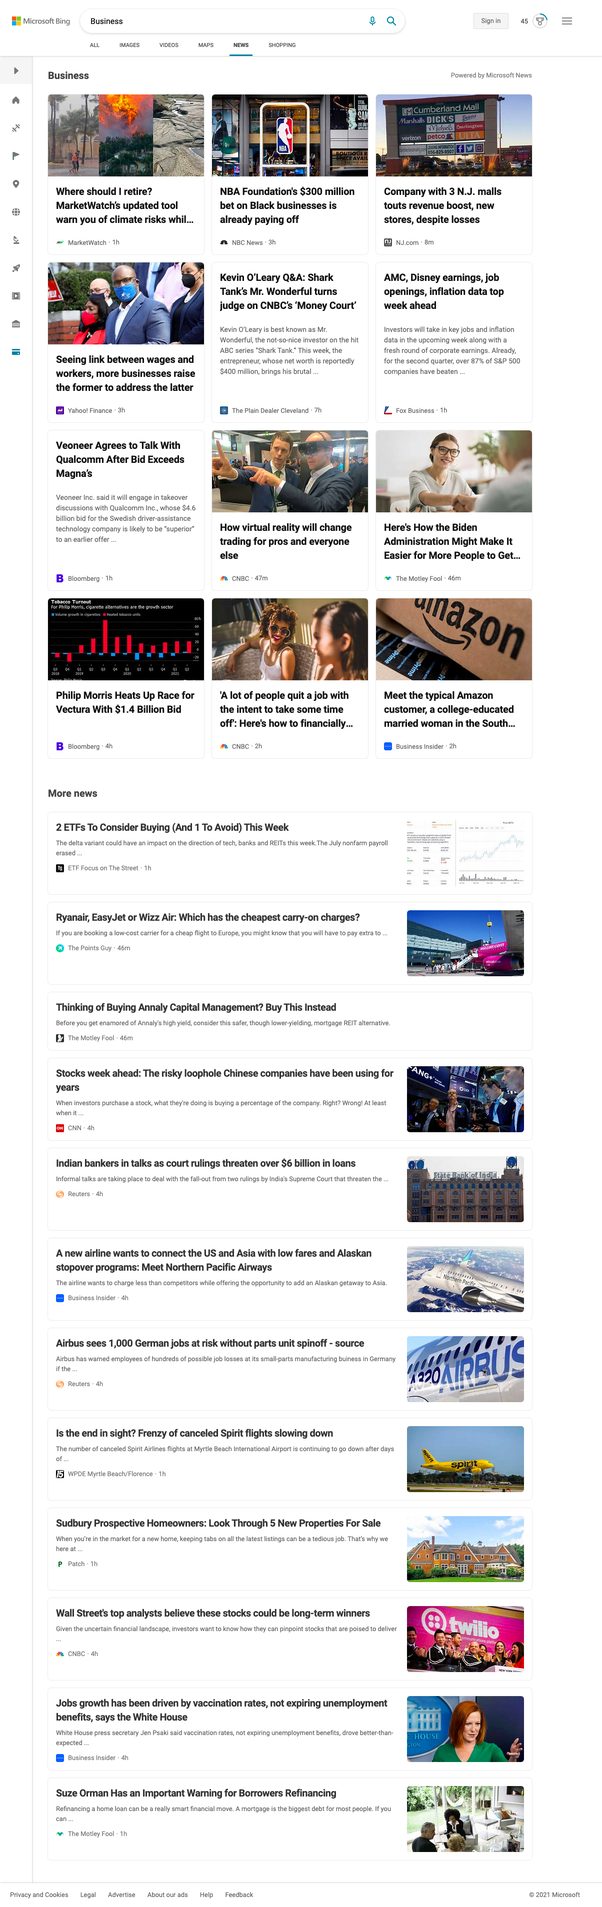 Microsoft Bing
Business
Sign in
45
ALL IMAGES VIDEOS MAPS NEWS SHOPPING
Business
Powered by Microsoft News
Where should I retire?
MarketWatch's updated tool
warn you of climate risks whil...
MarketWatch · 1h
NBA
NBA Foundation's $300 million
bet on Black businesses is
already paying off
NBC News · 3h
Cumberland Mall
Marshalls DICK'S
verizon petco ULTA
Company with 3 N.J. malls
touts revenue boost, new
stores, despite losses
NJ.com · 8m
Seeing link between wages and
workers, more businesses raise
the former to address the latter
Yahoo! Finance · 3h
Kevin O'Leary Q&A: Shark
Tank's Mr. Wonderful turns
judge on CNBC's 'Money Court'
Kevin O'Leary is best known as Mr.
Wonderful, the not-so-nice investor on the hit
ABC series "Shark Tank." This week, the
entrepreneur, whose net worth is reportedly
$400 million, brings his brutal ...
The Plain Dealer Cleveland · 7h
AMC, Disney earnings, job
openings, inflation data top
week ahead
Investors will take in key jobs and inflation
data in the upcoming week along with a
fresh round of corporate earnings. Already,
for the second quarter, over 87% of S&P 500
companies have beaten ...
Fox Business · 1h
Veoneer Agrees to Talk With
Qualcomm After Bid Exceeds
Magna's
Veoneer Inc. said it will engage in takeover
discussions with Qualcomm Inc., whose $4.6
billion bid for the Swedish driver-assistance
technology company is likely to be "superior"
to an earlier offer ...
Bloomberg · 1h
How virtual reality will change
trading for pros and everyone
else
CNBC · 47m
Here's How the Biden
Administration Might Make It
Easier for More People to Get...
The Motley Fool · 46m
Tobacco Turnout
For Philip Morris, cigarette alternatives are the growth sector
Philip Morris Heats Up Race for
Vectura With $1.4 Billion Bid
Bloomberg · 4h
'A lot of people quit a job with
the intent to take some time
off': Here's how to financially...
CNBC · 2h
amazon
Meet the typical Amazon
customer, a college-educated
married woman in the South...
Business Insider · 2h
More news
2 ETFs To Consider Buying (And 1 To Avoid) This Week
The delta variant could have an impact on the direction of tech, banks and REITs this week.The July nonfarm payroll
erased ...
ETF Focus on The Street · 1h
Ryanair, EasyJet or Wizz Air: Which has the cheapest carry-on charges?
If you are booking a low-cost carrier for a cheap flight to Europe, you might know that you will have to pay extra to ...
The Points Guy · 46m
Thinking of Buying Annaly Capital Management? Buy This Instead
Before you get enamored of Annaly's high yield, consider this safer, though lower-yielding, mortgage REIT alternative.
The Motley Fool · 46m
Stocks week ahead: The risky loophole Chinese companies have been using for
years
When investors purchase a stock, what they're doing is buying a percentage of the company. Right? Wrong! At least
when it ...
CNN · 4h
Indian bankers in talks as court rulings threaten over $6 billion in loans
Informal talks are taking place to deal with the fall-out from two rulings by India's Supreme Court that threaten the ...
Reuters · 4h
State Bank of India
A new airline wants to connect the US and Asia with low fares and Alaskan
stopover programs: Meet Northern Pacific Airways
The airline wants to charge less than competitors while offering the opportunity to add an Alaskan getaway to Asia.
Business Insider · 4h
Northern Pacific
Airbus sees 1,000 German jobs at risk without parts unit spinoff - source
Airbus has warned employees of hundreds of possible job losses at its small-parts manufacturing buiness in Germany
if the ...
Reuters · 4h
A320 AIRBUS
Is the end in sight? Frenzy of canceled Spirit flights slowing down
The number of canceled Spirit Airlines flights at Myrtle Beach International Airport is continuing to go down after days
of ...
WPDE Myrtle Beach/Florence · 1h
spirit
Sudbury Prospective Homeowners: Look Through 5 New Properties For Sale
When you're in the market for a new home, keeping tabs on all the latest listings can be a tedious job. That's why we
here at ...
Patch · 1h
Wall Street's top analysts believe these stocks could be long-term winners
Given the uncertain financial landscape, investors want to know how they can pinpoint stocks that are poised to deliver
...
CNBC · 4h
twilio
Jobs growth has been driven by vaccination rates, not expiring unemployment
benefits, says the White House
White House press secretary Jen Psaki said vaccination rates, not expiring unemployment benefits, drove better-than-
expected ...
Business Insider · 4h
Suze Orman Has an Important Warning for Borrowers Refinancing
Refinancing a home loan can be a really smart financial move. A mortgage is the biggest debt for most people. If you
can ...
The Motley Fool · 1h
Privacy and Cookies Legal Advertise About our ads Help Feedback
© 2021 Microsoft